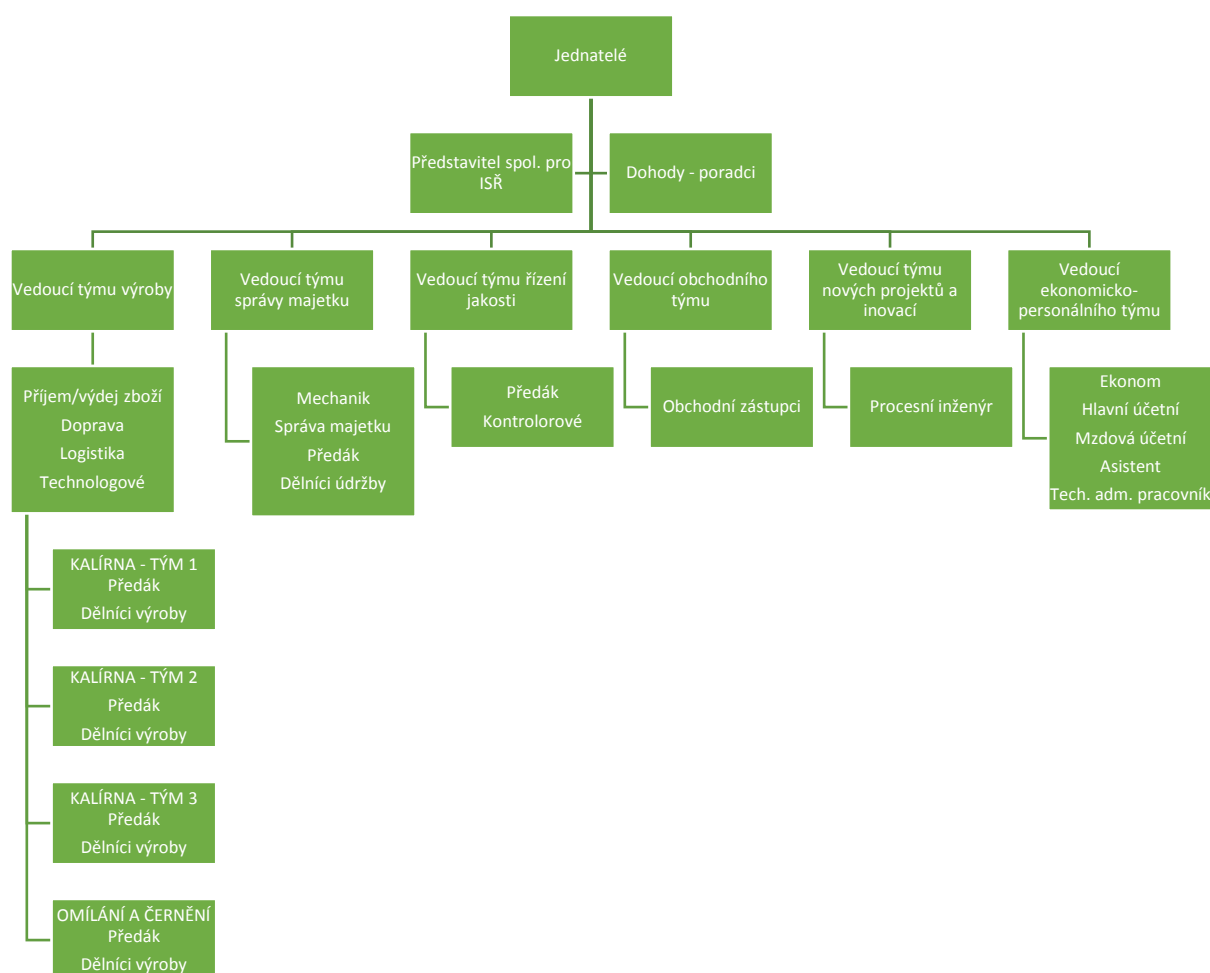 Jednatelé
Představitel spol. pro
ISŘ
Dohody - poradci
Vedoucí týmu výroby
Vedoucí týmu
správy majetku
Vedoucí týmu řízení
jakosti
Vedoucí obchodního
týmu
Vedoucí týmu
nových projektů a
inovací
Vedoucí
ekonomicko-
personálního týmu
Příjem/výdej zboží
Doprava
Logistika
Technologové
Mechanik
Správa majetku
Předák
Dělníci údržby
Předák
Kontrolorové
Obchodní zástupci
Procesní inženýr
Ekonom
Hlavní účetní
Mzdová účetní
Asistent
Tech. adm. pracovník
KALÍRNA - TÝM 1
Předák
Dělníci výroby
KALÍRNA - TÝM 2
Předák
Dělníci výroby
KALÍRNA - TÝM 3
Předák
Dělníci výroby
OMÍLÁNÍ A ČERNĚNÍ
Předák
Dělníci výroby